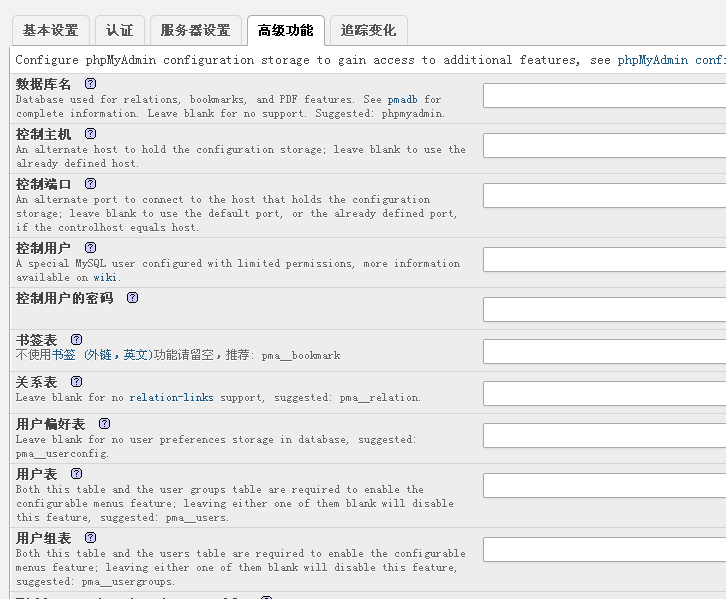 基本设置 认证 服务器设置 高级功能 追踪变化
Configure phpMyAdmin configuration storage to gain access to additional features, see phpMyAdmin conf
数据库名
Database used for relations, bookmarks, and PDF features. See pmadb for
complete information. Leave blank for no support. Suggested: phpmyadmin.
控制主机
An alternate host to hold the configuration storage; leave blank to use the
already defined host.
控制端口
An alternate port to connect to the host that holds the configuration
storage; leave blank to use the default port, or the already defined port,
if the controlhost equals host.
控制用户
A special MySQL user configured with limited permissions, more information
available on wiki.
控制用户的密码
书签表
不使用书签 (外链，英文)功能请留空，推荐: pma__bookmark
关系表
Leave blank for no relation-links support, suggested: pma__relation.
用户偏好表
Leave blank for no user preferences storage in database, suggested:
pma__userconfig.
用户表
Both this table and the user groups table are required to enable the
configurable menus feature; leaving either one of them blank will disable
this feature, suggested: pma__users.
用户组表
Both this table and the users table are required to enable the configurable
menus feature; leaving either one of them blank will disable this feature,
suggested: pma__usergroups.